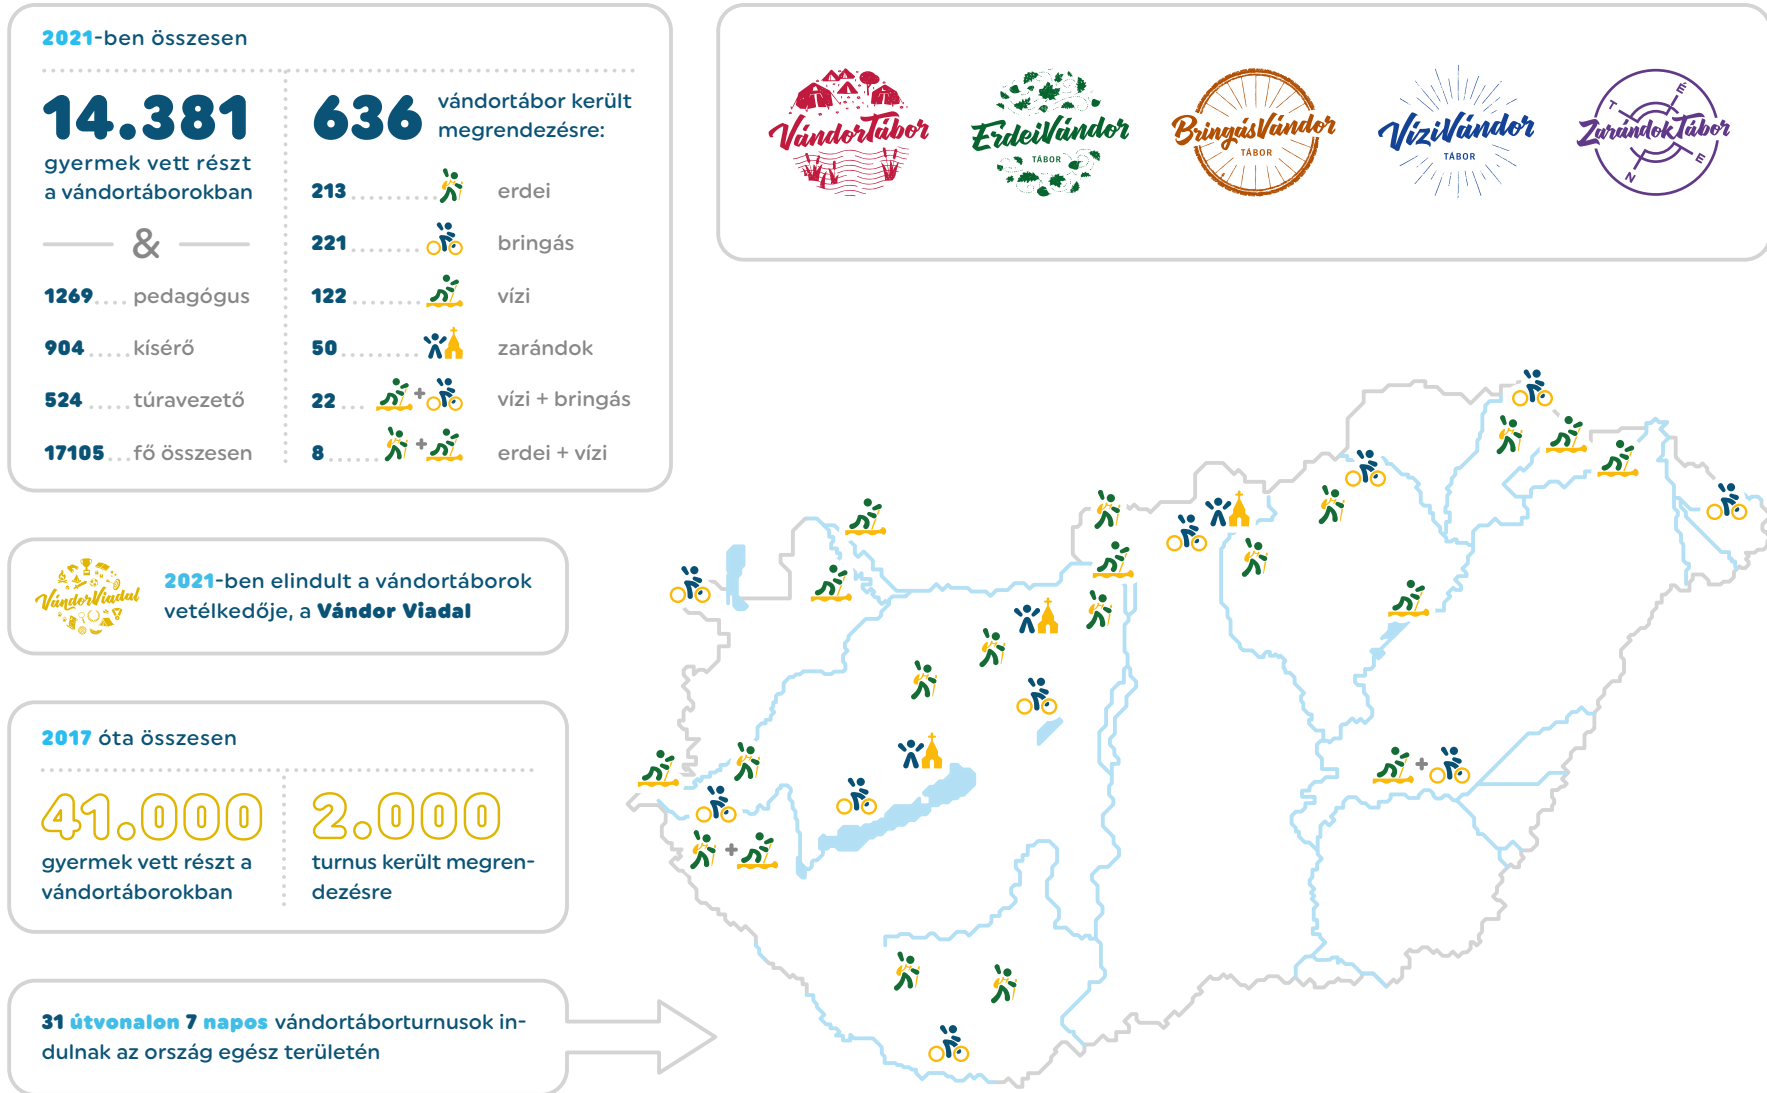 2021-ben összesen
14.381
gyermek vett részt
a vándortáborokban
&
1269.... pedagógus
904..... kísérő
524......túravezető
17105...fő összesen
636 vándortábor került
megrendezésre:
213 erdei
221 bringás
122 vízi
50 zarándok
22 + vízi + bringás
8 + erdei + vízi
VándorTábor
ErdeiVándor
TÁBOR
BringásVándor
TÁBOR
VíziVándor
TÁBOR
É
T
ZarándokTábor
E
N
VándorViadal
2021-ben elindult a vándortáborok
vetélkedője, a Vándor Viadal
2017 óta összesen
41.000
gyermek vett részt a
vándortáborokban
2.000
turnus került megren-
dezésre
31 útvonalon 7 napos vándortáborturnusok in-
dulnak az ország egész területén
+
+